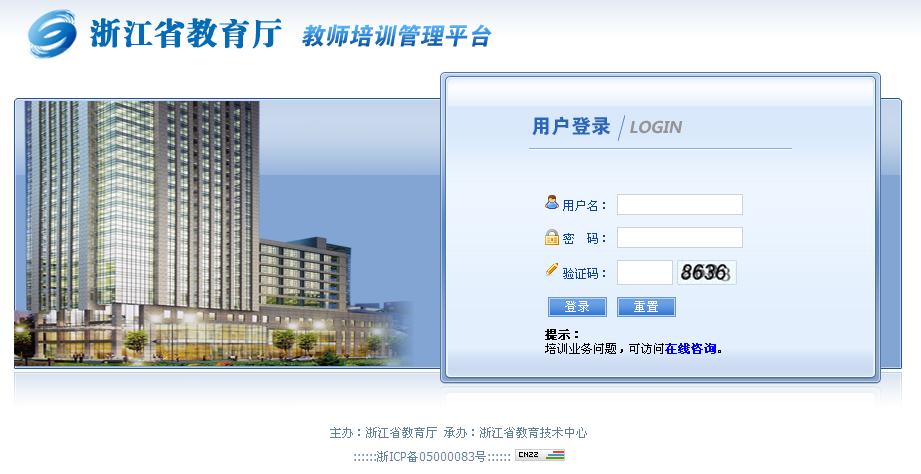 浙江省教育厅 教师培训管理平台
用户登录 / LOGIN
用户名：
密 码：
验证码： 8636
登录 重置
提示：
培训业务问题，可访问在线咨询。
主办：浙江省教育厅 承办：浙江省教育技术中心
::::::浙ICP备05000083号:::::: CNZZ